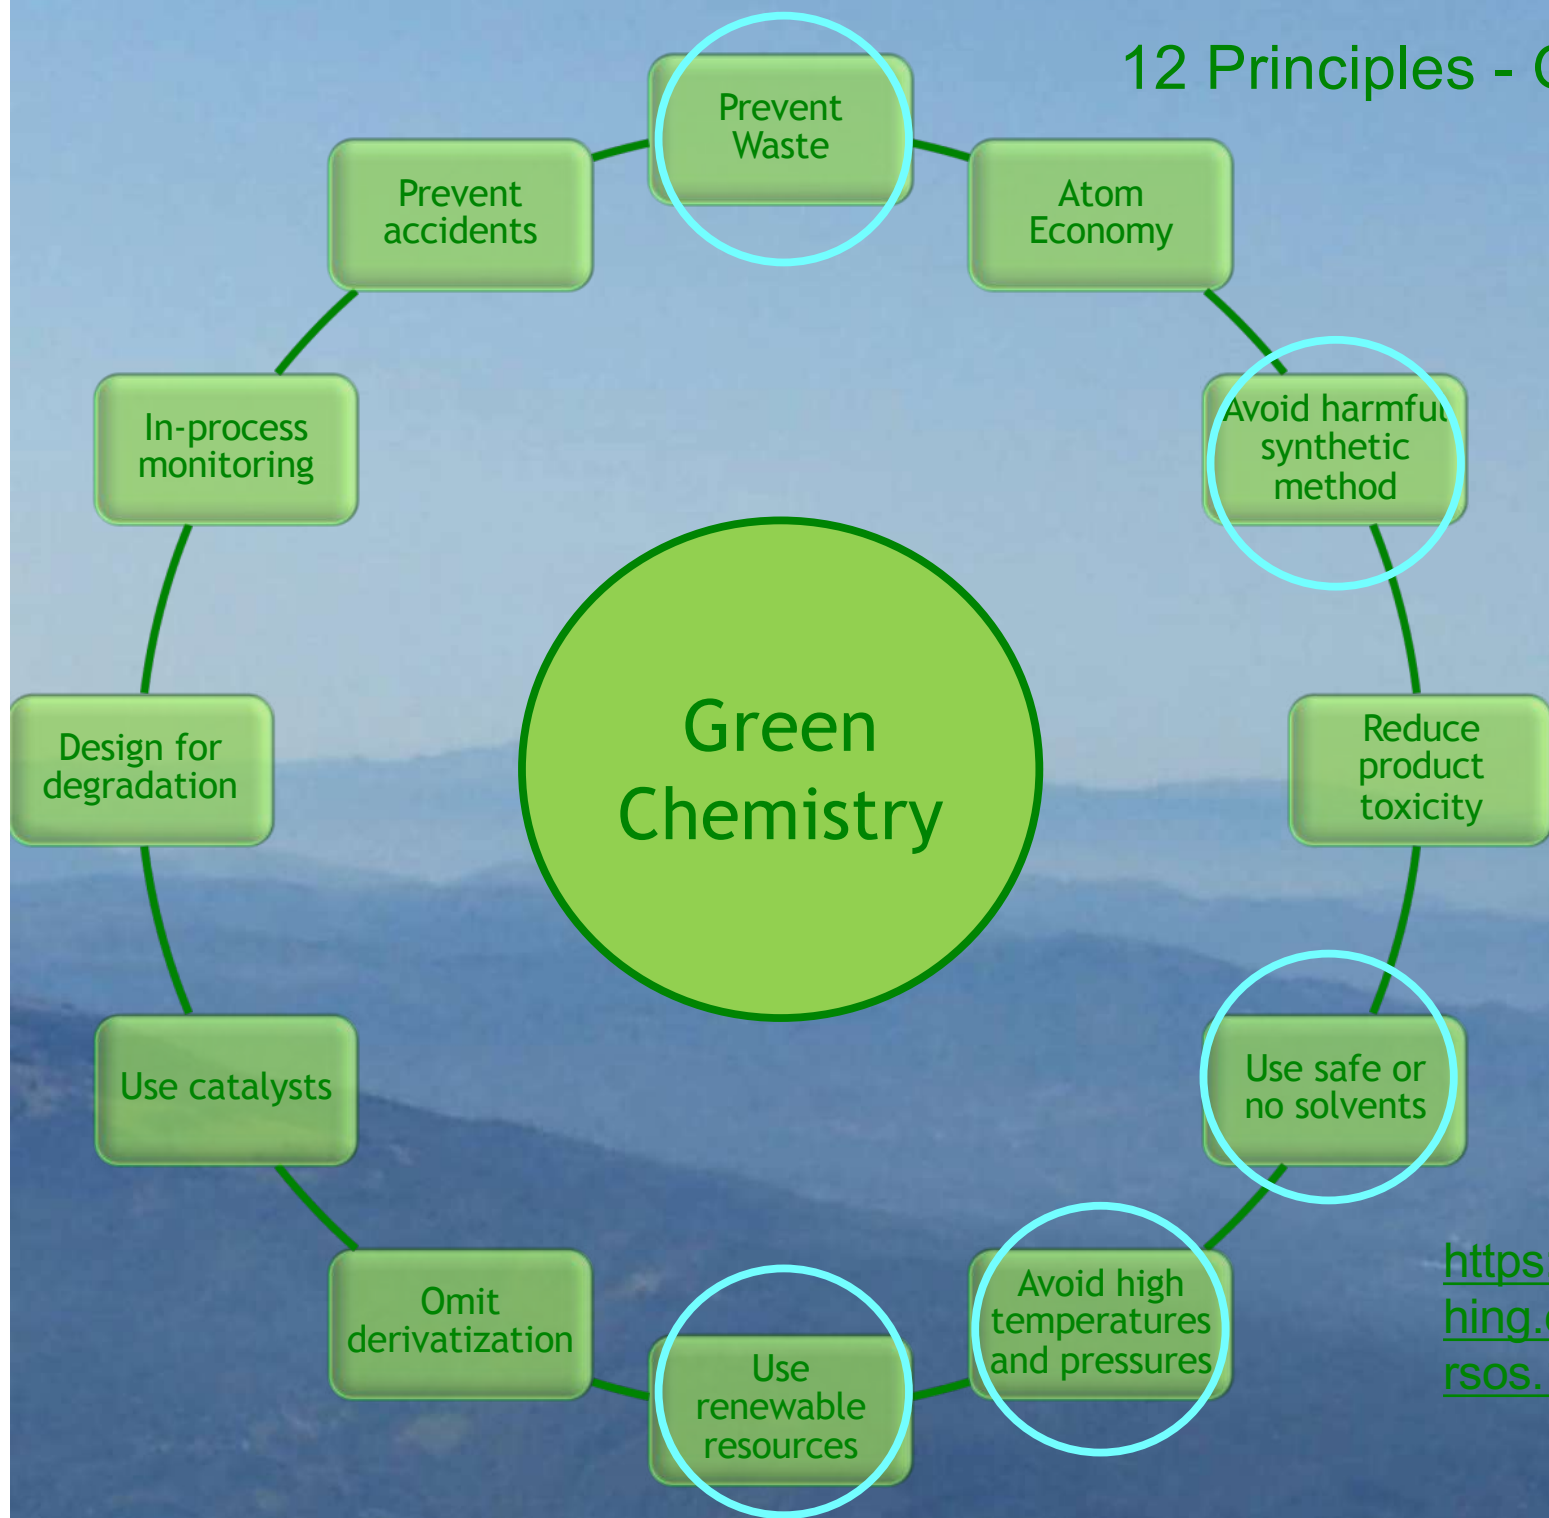 12 Principles -
Prevent
Waste
Atom
Economy
Avoid harmful
synthetic
method
Reduce
product
toxicity
Use safe or
no solvents
Avoid high
temperatures
and pressures
Use
renewable
resources
Omit
derivatization
Use catalysts
Design for
degradation
In-process
monitoring
Prevent
accidents
Green
Chemistry
https:
hing.
rsos.